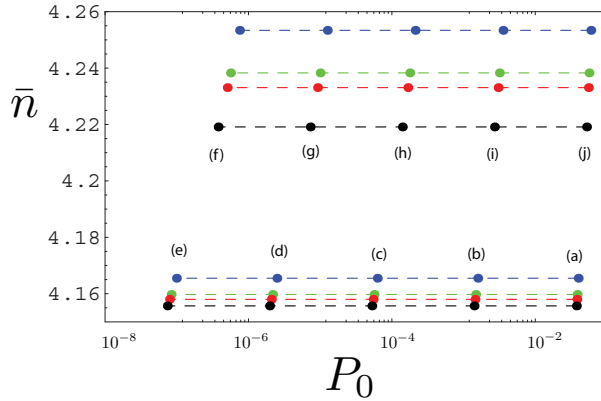 4.26
4.24
n̄
4.22
(f) (g) (h) (i) (j)
4.2
4.18
(e) (d) (c) (b) (a)
4.16
10⁻⁸ 10⁻⁶ 10⁻⁴ 10⁻²
P₀